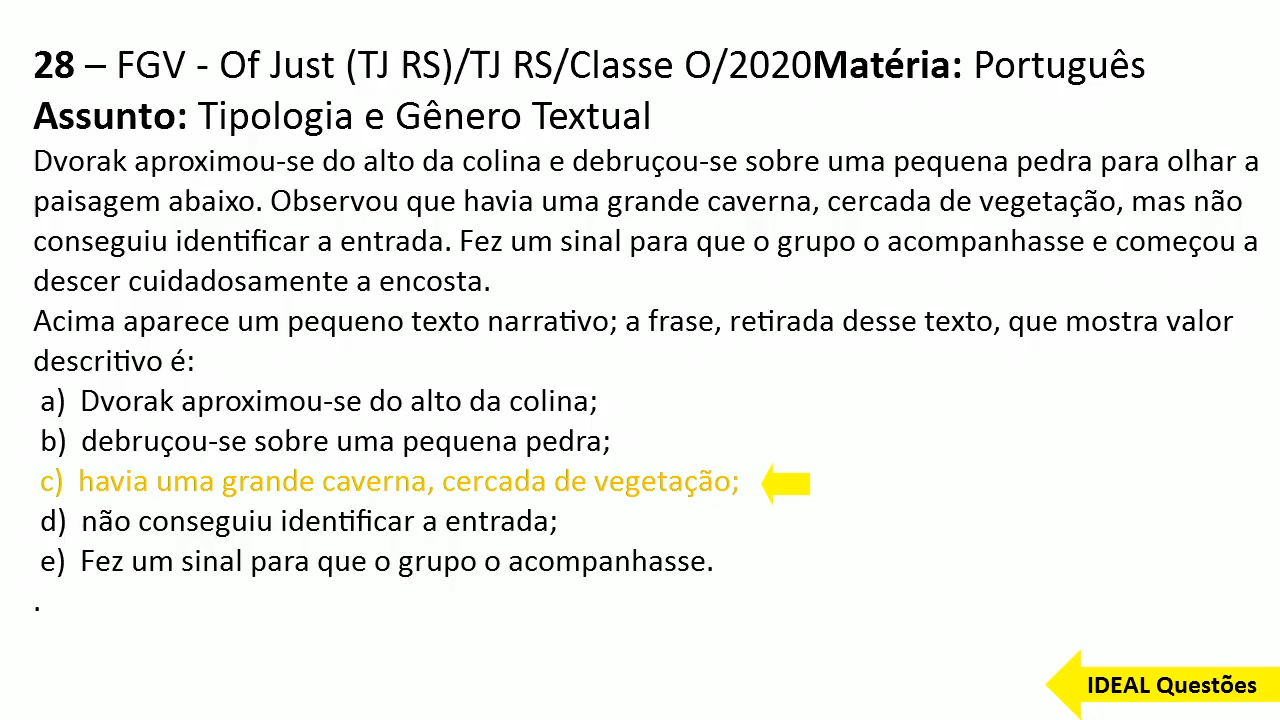 28 – FGV - Of Just (TJ RS)/TJ RS/Classe O/2020Matéria: Português
Assunto: Tipologia e Gênero Textual
Dvorak aproximou-se do alto da colina e debruçou-se sobre uma pequena pedra para olhar a
paisagem abaixo. Observou que havia uma grande caverna, cercada de vegetação, mas não
conseguiu identificar a entrada. Fez um sinal para que o grupo o acompanhasse e começou a
descer cuidadosamente a encosta.
Acima aparece um pequeno texto narrativo; a frase, retirada desse texto, que mostra valor
descritivo é:
a) Dvorak aproximou-se do alto da colina;
b) debruçou-se sobre uma pequena pedra;
c) havia uma grande caverna, cercada de vegetação;
d) não conseguiu identificar a entrada;
e) Fez um sinal para que o grupo o acompanhasse.
.
IDEAL Questões